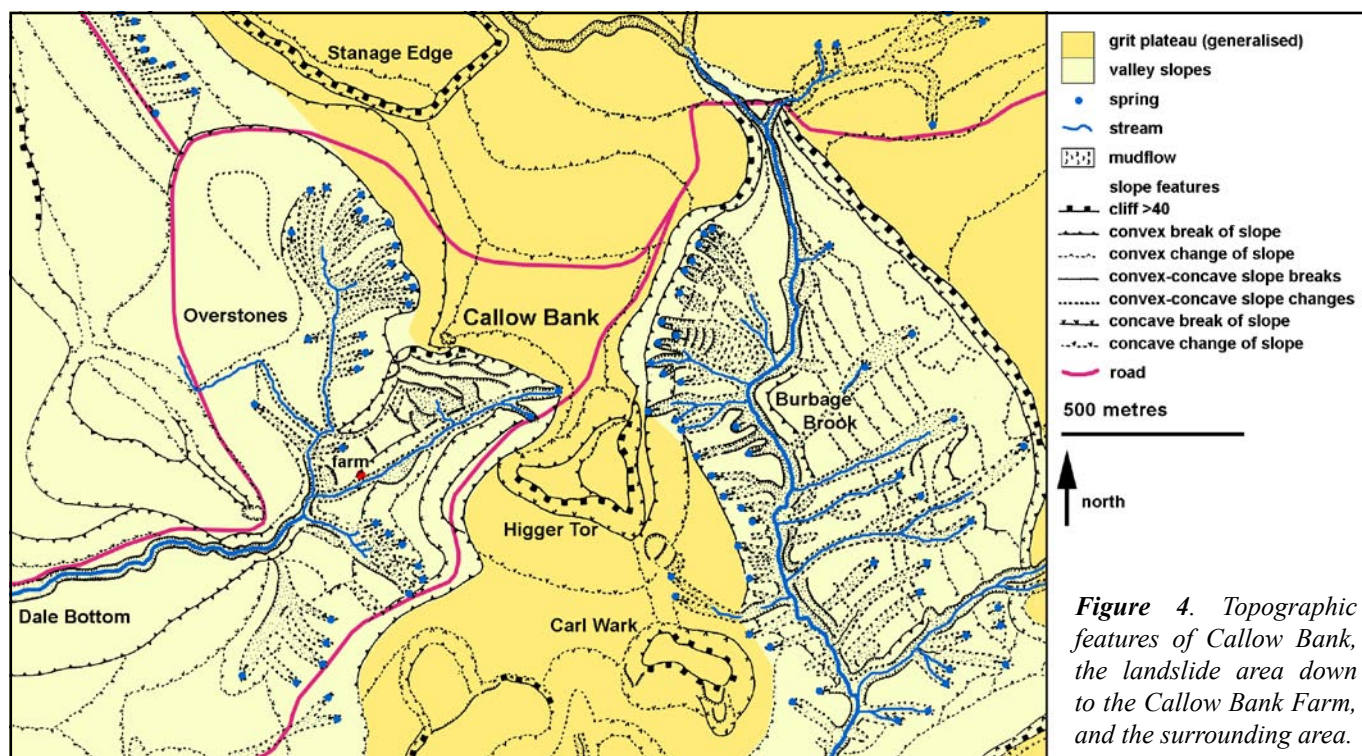 Stanage Edge
Overstones
Callow Bank
Burbage
Brook
farm
Higger Tor
Dale Bottom
Carl Wark
grit plateau (generalised)
valley slopes
spring
stream
mudflow
slope features
cliff >40
convex break of slope
convex change of slope
convex-concave slope breaks
convex-concave slope changes
concave break of slope
concave change of slope
road
500 metres
north
Figure 4. Topographic
features of Callow Bank,
the landslide area down
to the Callow Bank Farm,
and the surrounding area.